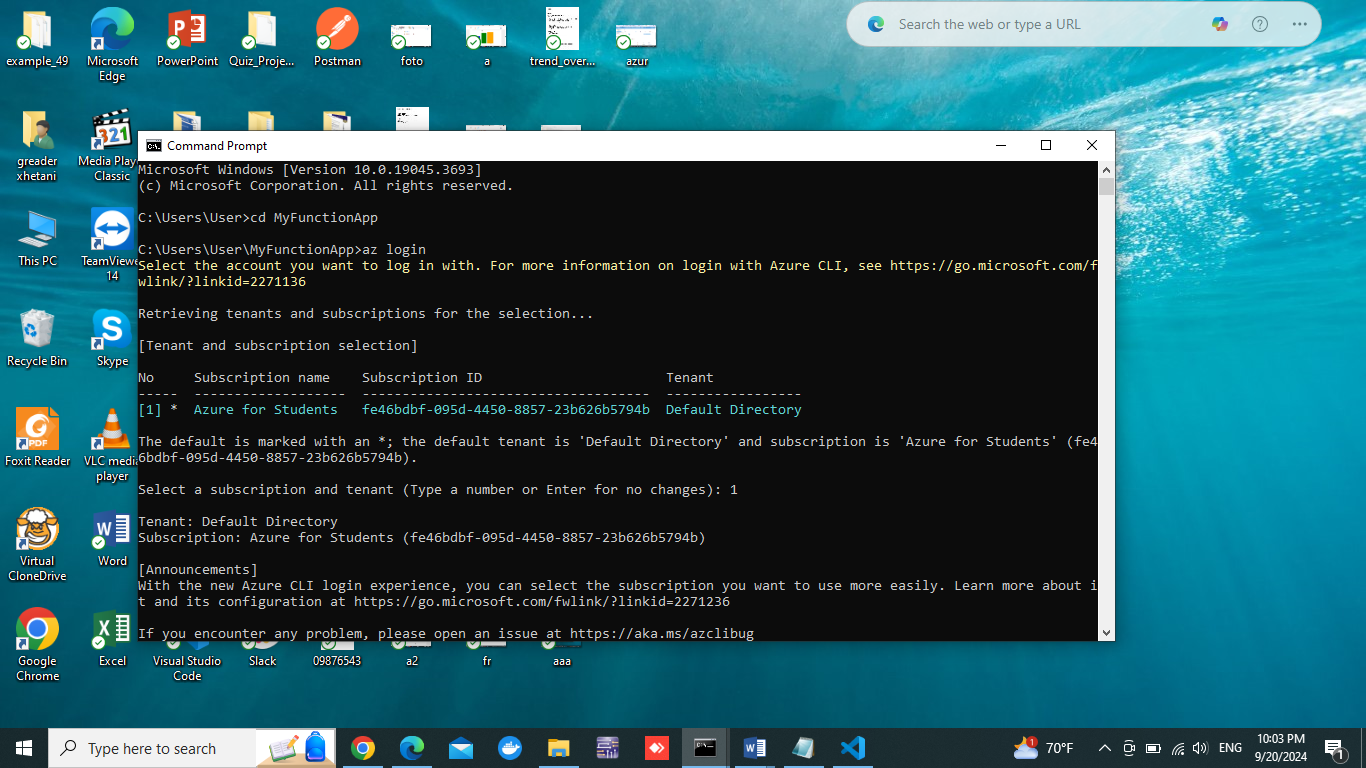 example_49
Microsoft
Edge
PowerPoint
Quiz_Proje...
Postman
foto
a
trend_over...
azur
Search the web or type a URL
greader
xhetani
Media Play
Classic
This PC
TeamViewe
14
Recycle Bin
Skype
Foxit Reader
VLC media
player
Virtual
CloneDrive
Word
Google
Chrome
Excel
Visual Studio
Code
Slack
09876543
a2
fr
aaa
Command Prompt
Microsoft Windows [Version 10.0.19045.3693]
(c) Microsoft Corporation. All rights reserved.
C:\Users\User>cd MyFunctionApp
C:\Users\User\MyFunctionApp>az login
Select the account you want to log in with. For more information on login with Azure CLI, see https://go.microsoft.com/f
wlink/?linkid=2271136
Retrieving tenants and subscriptions for the selection...
[Tenant and subscription selection]
No     Subscription name    Subscription ID                       Tenant
-----  -------------------  ------------------------------------  -----------------
[1] *  Azure for Students   fe46bdbf-095d-4450-8857-23b626b5794b  Default Directory
The default is marked with an *; the default tenant is 'Default Directory' and subscription is 'Azure for Students' (fe4
6bdbf-095d-4450-8857-23b626b5794b).
Select a subscription and tenant (Type a number or Enter for no changes): 1
Tenant: Default Directory
Subscription: Azure for Students (fe46bdbf-095d-4450-8857-23b626b5794b)
[Announcements]
With the new Azure CLI login experience, you can select the subscription you want to use more easily. Learn more about i
t and its configuration at https://go.microsoft.com/fwlink/?linkid=2271236
If you encounter any problem, please open an issue at https://aka.ms/azclibug
Type here to search
70°F
ENG
10:03 PM
9/20/2024